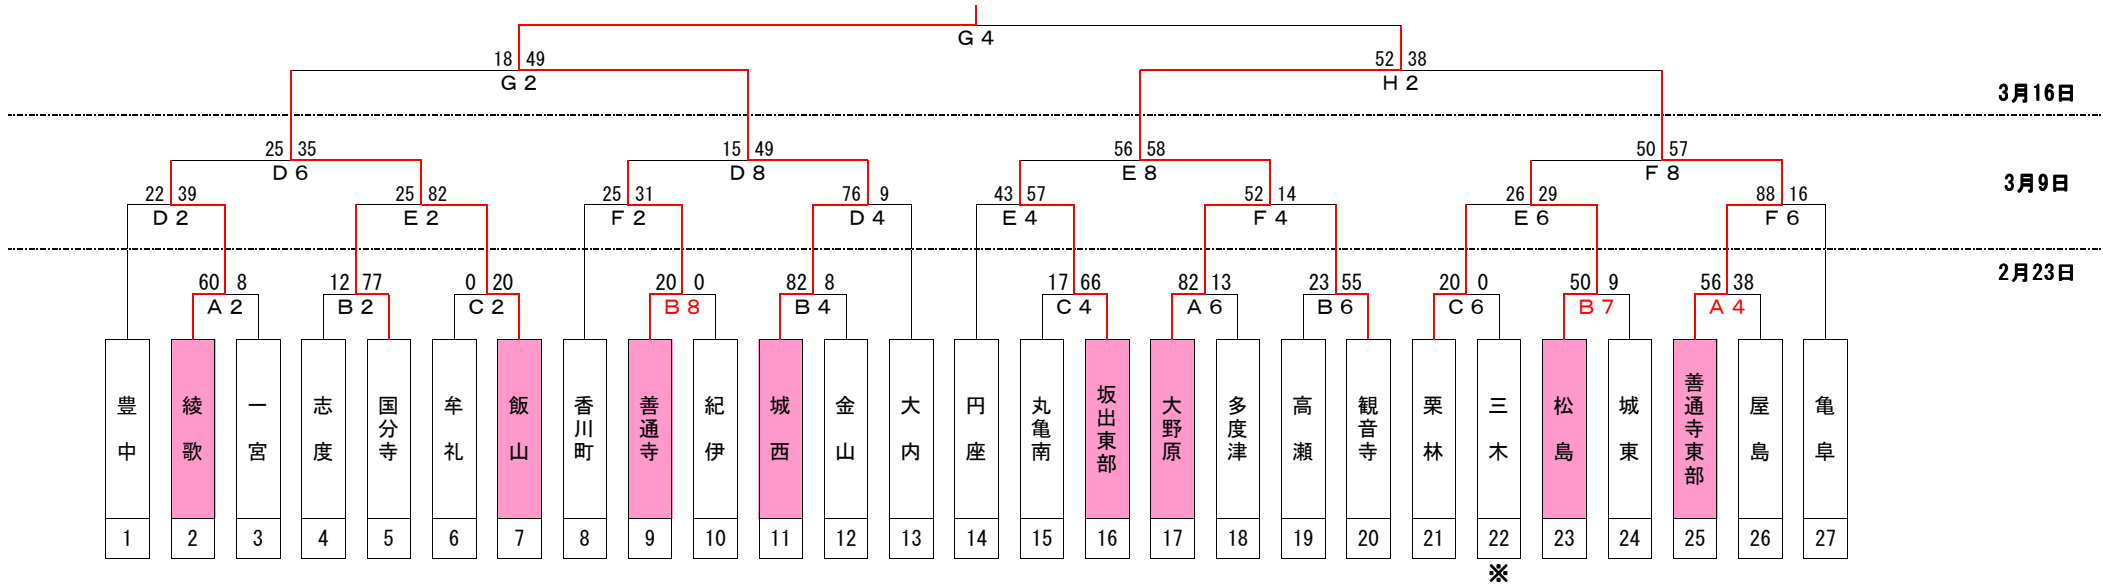 Ｇ４
18 49 52 38
Ｇ２ Ｈ２
3月16日
25 35 15 49 56 58 50 57
Ｄ６ Ｄ８ Ｅ８ Ｆ８
3月9日
22 39 25 82 25 31 76 9 43 57 52 14 26 29 88 16
Ｄ２ Ｅ２ Ｆ２ Ｄ４ Ｅ４ Ｆ４ Ｅ６ Ｆ６
2月23日
60 8 12 77 0 20 20 0 82 8 17 66 82 13 23 55 20 0 50 9 56 38
Ａ２ Ｂ２ Ｃ２ Ｂ８ Ｂ４ Ｃ４ Ａ６ Ｂ６ Ｃ６ Ｂ７ Ａ４
豊中
綾歌
一宮
志度
国分寺
牟礼
飯山
香川町
善通寺
紀伊
城西
金山
大内
円座
丸亀南
坂出東部
大野原
多度津
高瀬
観音寺
栗林
三木
松島
城東
善通寺東部
屋島
亀阜
1 2 3 4 5 6 7 8 9 10 11 12 13 14 15 16 17 18 19 20 21 22 23 24 25 26 27
※